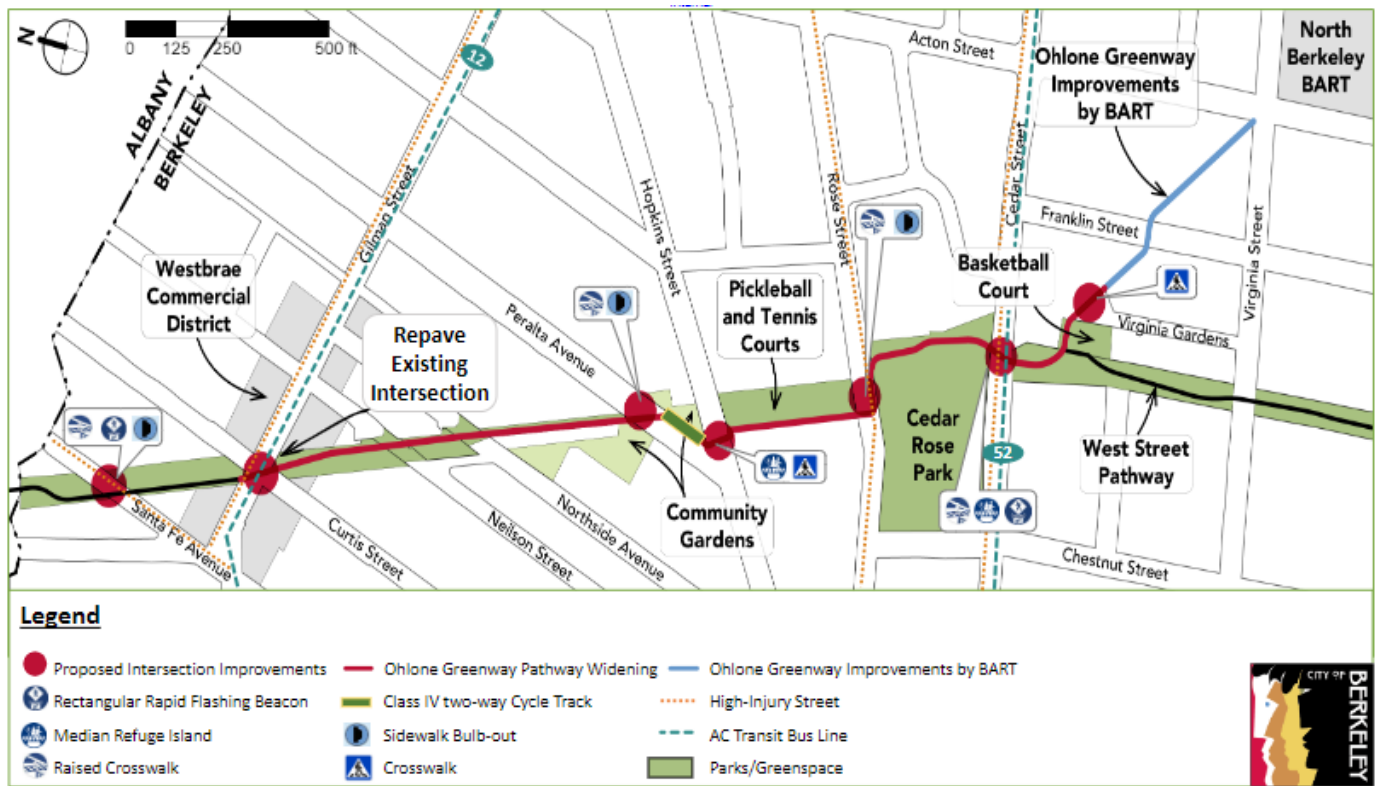 N
0 125 250 500 ft
ALBANY
BERKELEY
12
Gilman Street
Acton Street
North
Berkeley
BART
Ohlone Greenway
Improvements
by BART
Hopkins Street
Rose Street
Cedar Street
Franklin Street
Virginia Street
Westbrae
Commercial
District
Repave
Existing
Intersection
Peralta Avenue
Pickleball
and Tennis
Courts
Basketball
Court
Virginia Gardens
Cedar
Rose
Park
52
West Street
Pathway
Community
Gardens
Santa Fe Avenue
Curtis Street
Neilson Street
Northside Avenue
Chestnut Street
Legend
Proposed Intersection Improvements
Ohlone Greenway Pathway Widening
Ohlone Greenway Improvements by BART
Rectangular Rapid Flashing Beacon
Class IV two-way Cycle Track
High-Injury Street
Median Refuge Island
Sidewalk Bulb-out
AC Transit Bus Line
Raised Crosswalk
Crosswalk
Parks/Greenspace
CITY OF
BERKELEY